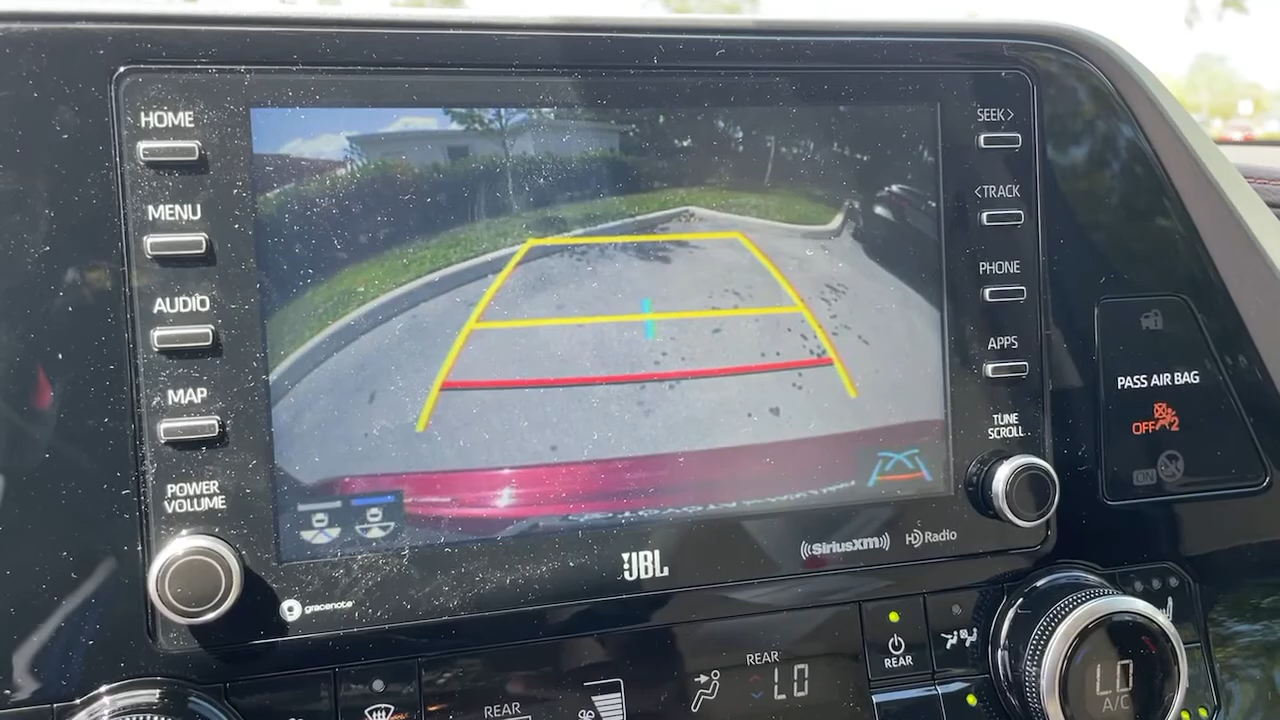 HOME
MENU
AUDIO
MAP
POWER
VOLUME
gracenote
JBL
((SiriusXM))
HD Radio
SEEK>
<TRACK
PHONE
APPS
TUNE
SCROLL
PASS AIR BAG
OFF 2
ON
REAR
REAR
LO
REAR
LO
A/C